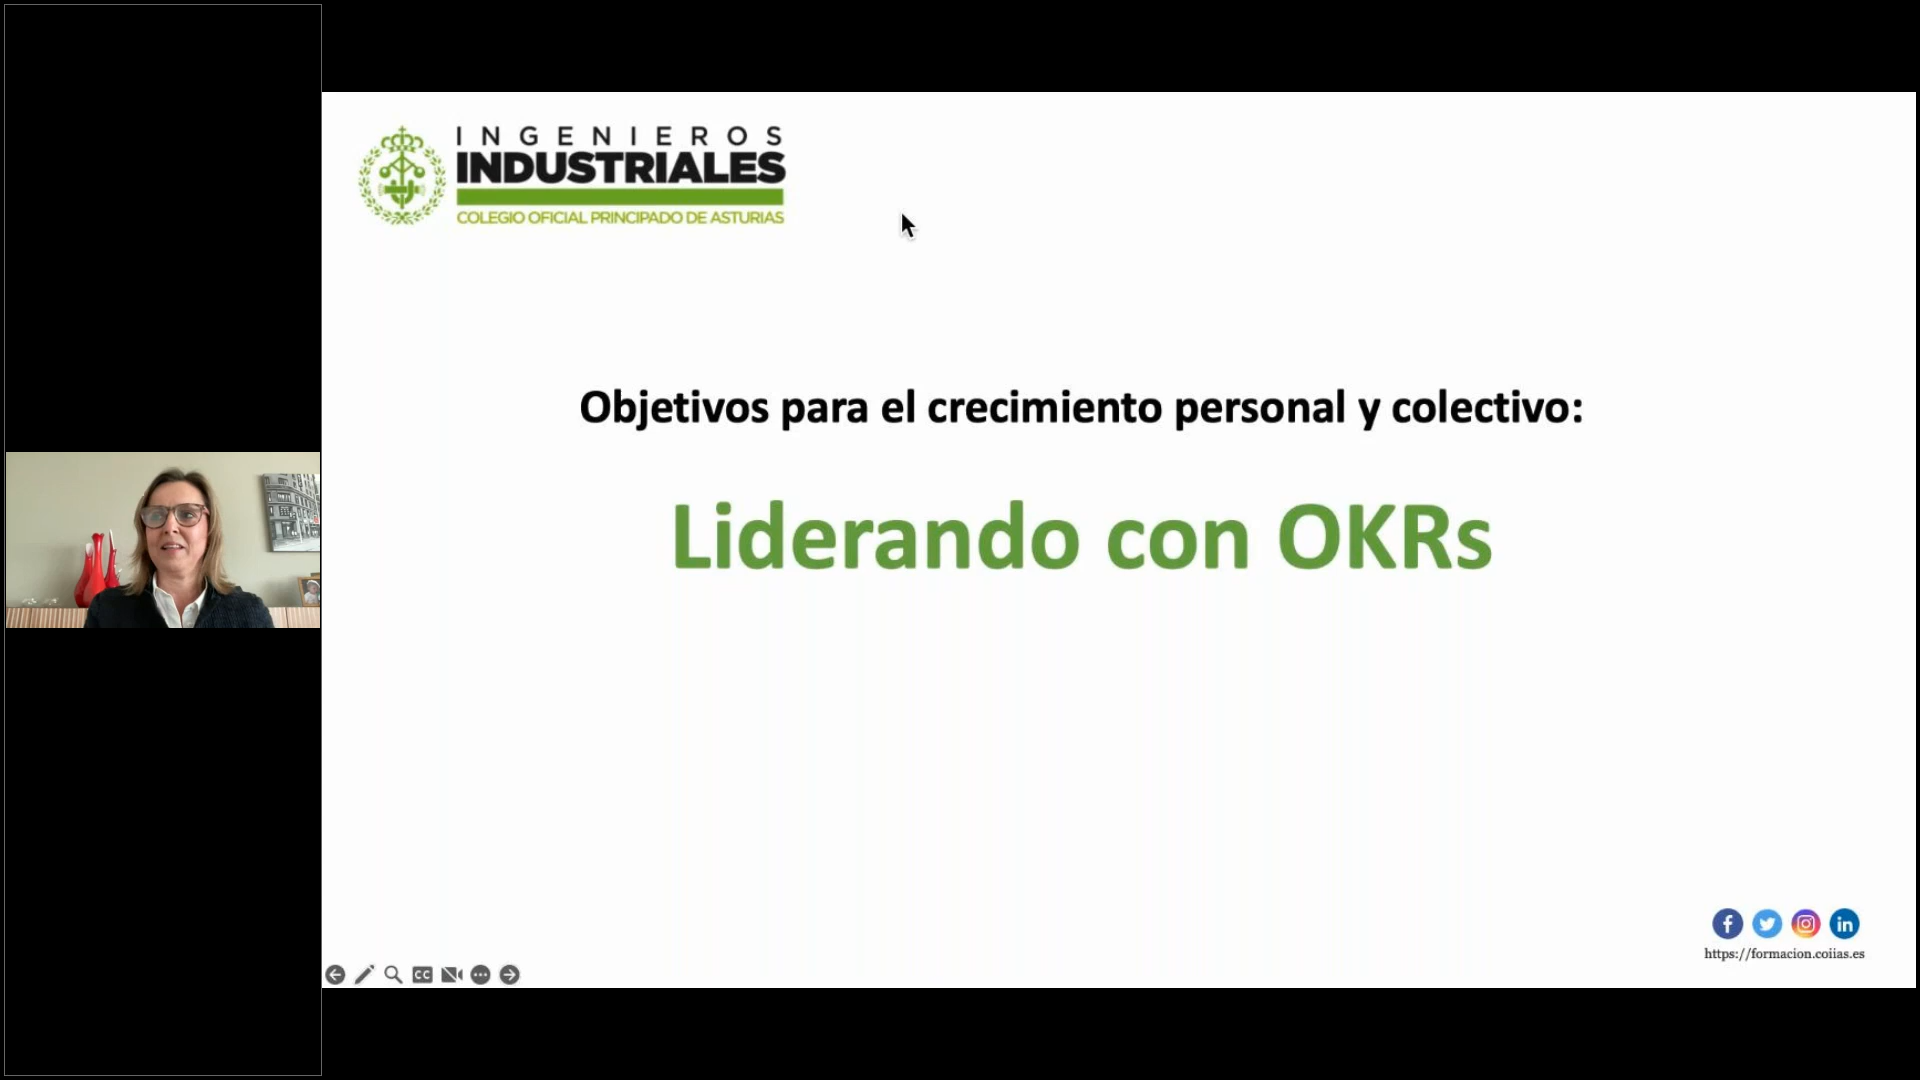 INGENIEROS
INDUSTRIALES
COLEGIO OFICIAL PRINCIPADO DE ASTURIAS
Objetivos para el crecimiento personal y colectivo:
Liderando con OKRs
https://formacion.coiias.es
CC